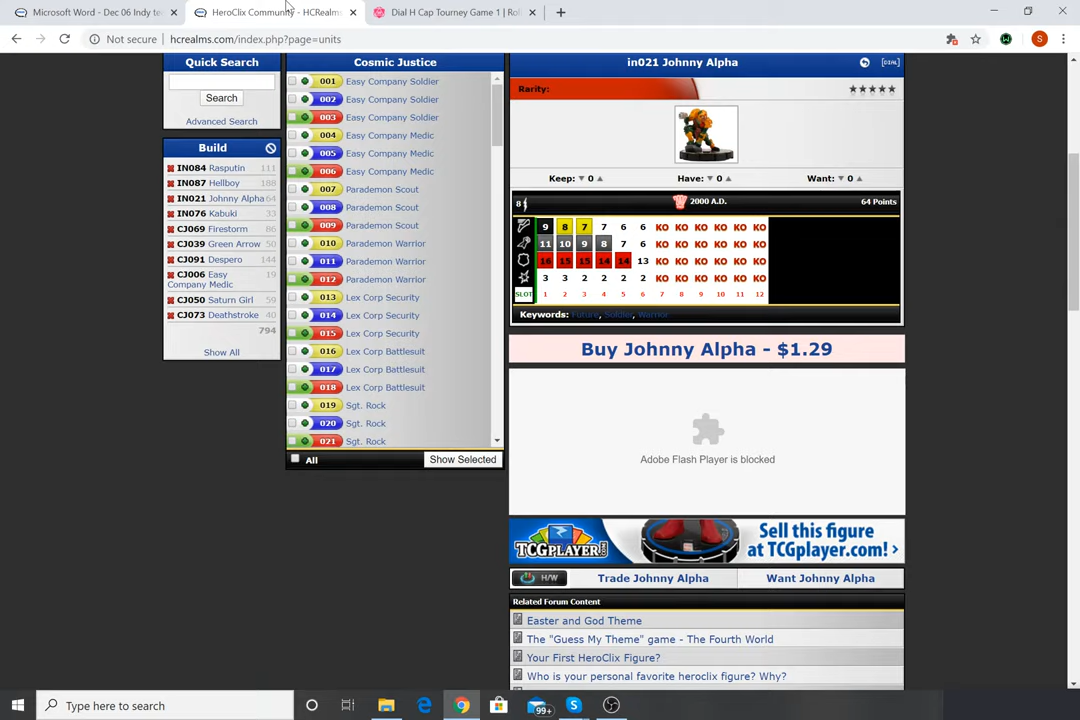 Microsoft Word - Dec 06 Indy te
HeroClix Community - HCRealms
Dial H Cap Tourney Game 1 | Rol
Not secure | hcrealms.com/index.php?page=units
S
Quick Search
Search
Advanced Search
Build
IN084 Rasputin 111
IN087 Hellboy 188
IN021 Johnny Alpha 64
IN076 Kabuki 33
CJ069 Firestorm 86
CJ039 Green Arrow 50
CJ091 Despero 144
CJ006 Easy 19
Company Medic
CJ050 Saturn Girl 59
CJ073 Deathstroke 40
794
Show All
Cosmic Justice
001 Easy Company Soldier
002 Easy Company Soldier
003 Easy Company Soldier
004 Easy Company Medic
005 Easy Company Medic
006 Easy Company Medic
007 Parademon Scout
008 Parademon Scout
009 Parademon Scout
010 Parademon Warrior
011 Parademon Warrior
012 Parademon Warrior
013 Lex Corp Security
014 Lex Corp Security
015 Lex Corp Security
016 Lex Corp Battlesuit
017 Lex Corp Battlesuit
018 Lex Corp Battlesuit
019 Sgt. Rock
020 Sgt. Rock
021 Sgt. Rock
All Show Selected
in021 Johnny Alpha
[DIAL]
Rarity: ★★★★★
Keep: ▼ 0 ▲ Have: ▼ 0 ▲ Want: ▼ 0 ▲
8 2000 A.D. 64 Points
9 8 7 7 6 6 KO KO KO KO KO KO
11 10 9 8 7 6 KO KO KO KO KO KO
16 15 15 14 14 13 KO KO KO KO KO KO
3 3 2 2 2 2 KO KO KO KO KO KO
SLOT 1 2 3 4 5 6 7 8 9 10 11 12
Keywords: Future, Soldier, Warrior
Buy Johnny Alpha - $1.29
Adobe Flash Player is blocked
TCGPLAYER
Sell this figure
at TCGplayer.com! ›
H/W Trade Johnny Alpha Want Johnny Alpha
Related Forum Content
Easter and God Theme
The "Guess My Theme" game - The Fourth World
Your First HeroClix Figure?
Who is your personal favorite heroclix figure? Why?
Type here to search
99+